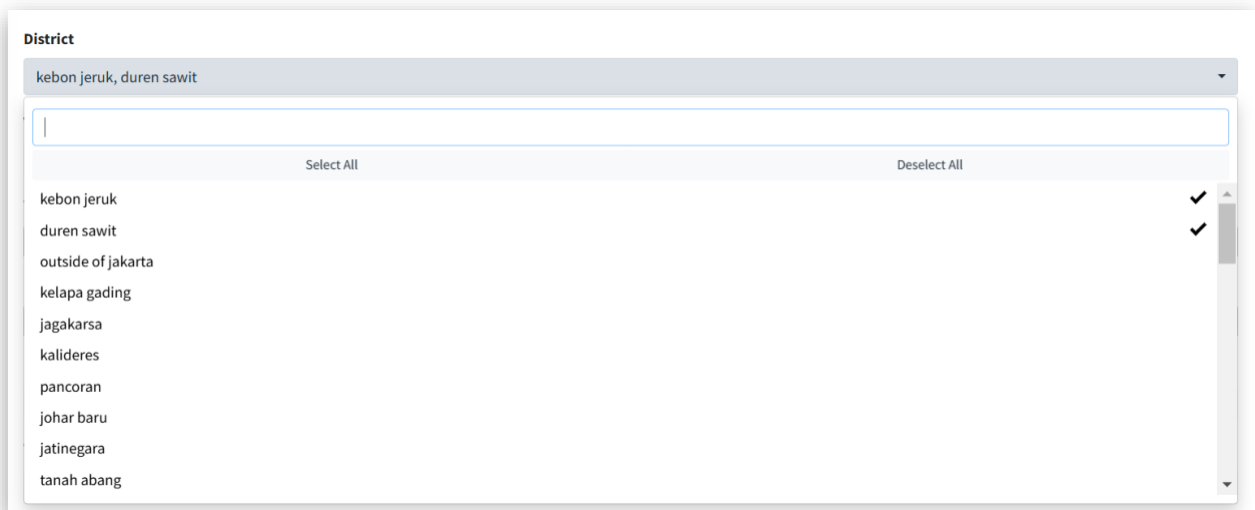 District
kebon jeruk, duren sawit
Select All Deselect All
kebon jeruk
duren sawit
outside of jakarta
kelapa gading
jagakarsa
kalideres
pancoran
johar baru
jatinegara
tanah abang